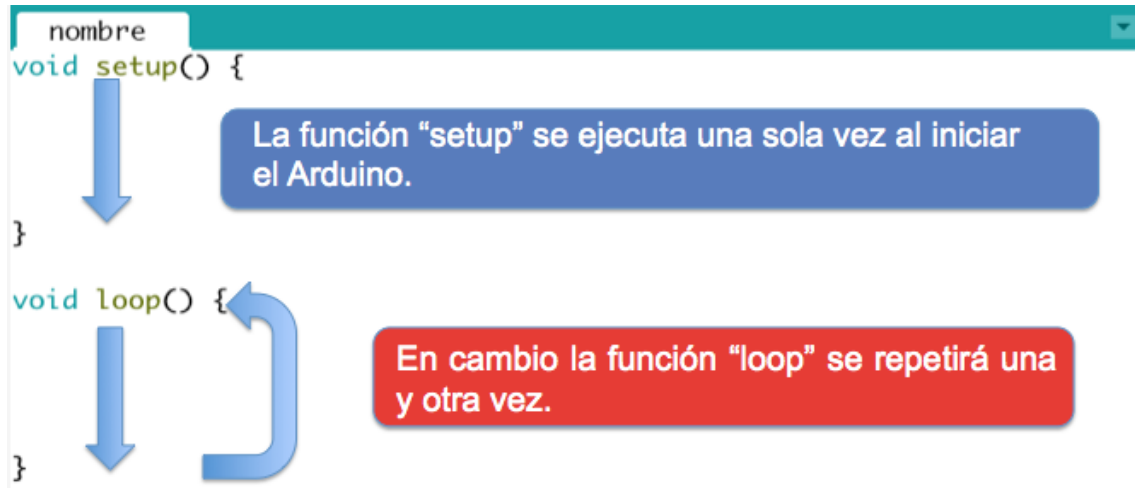 nombre
void setup() {
La función “setup” se ejecuta una sola vez al iniciar
el Arduino.
}
void loop() {
En cambio la función “loop” se repetirá una
y otra vez.
}